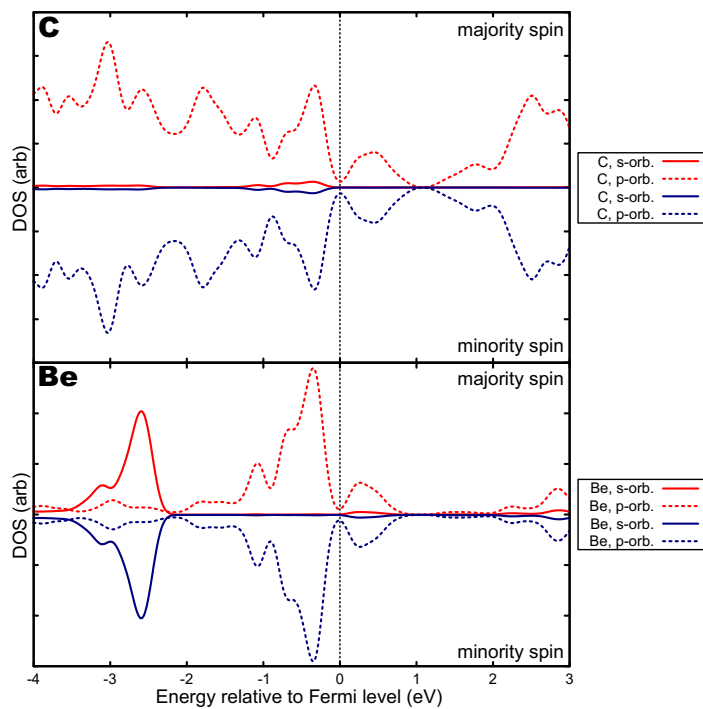 C
majority spin
DOS (arb)
minority spin
C, s-orb.
C, p-orb.
C, s-orb.
C, p-orb.
Be
majority spin
DOS (arb)
minority spin
Be, s-orb.
Be, p-orb.
Be, s-orb.
Be, p-orb.
-4 -3 -2 -1 0 1 2 3
Energy relative to Fermi level (eV)